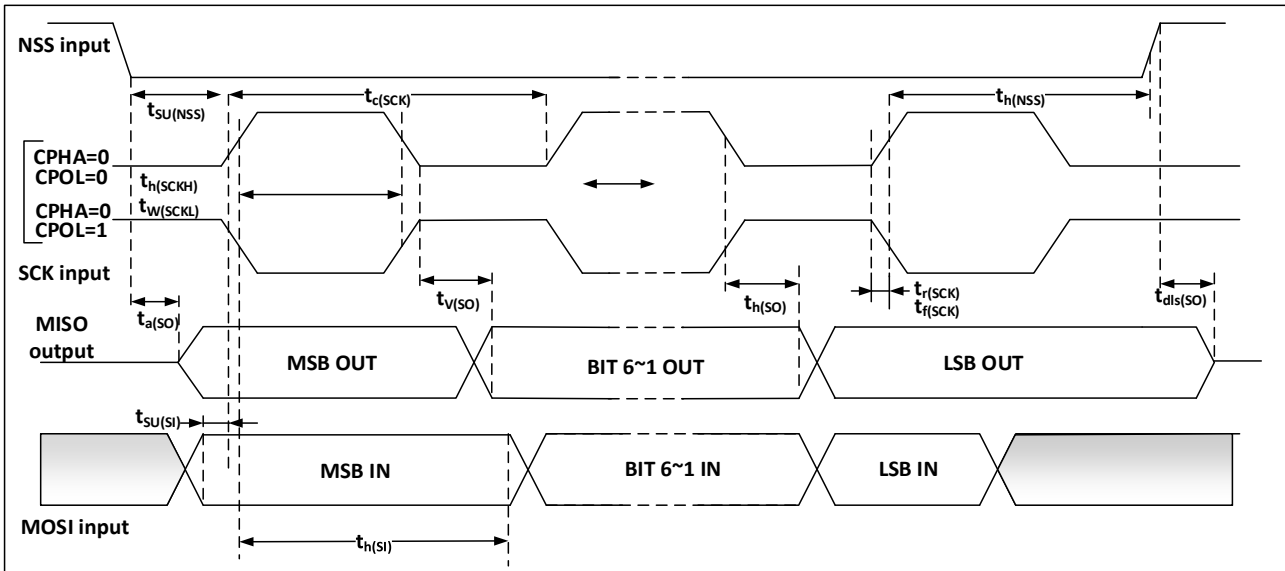 NSS input
tSU(NSS)
tc(SCK)
th(NSS)
CPHA=0
CPOL=0
th(SCKH)
tW(SCKL)
CPHA=0
CPOL=1
SCK input
ta(SO)
tV(SO)
th(SO)
tr(SCK)
tf(SCK)
tdIs(SO)
MISO
output
MSB OUT
BIT 6~1 OUT
LSB OUT
tSU(SI)
MSB IN
BIT 6~1 IN
LSB IN
MOSI input
th(SI)